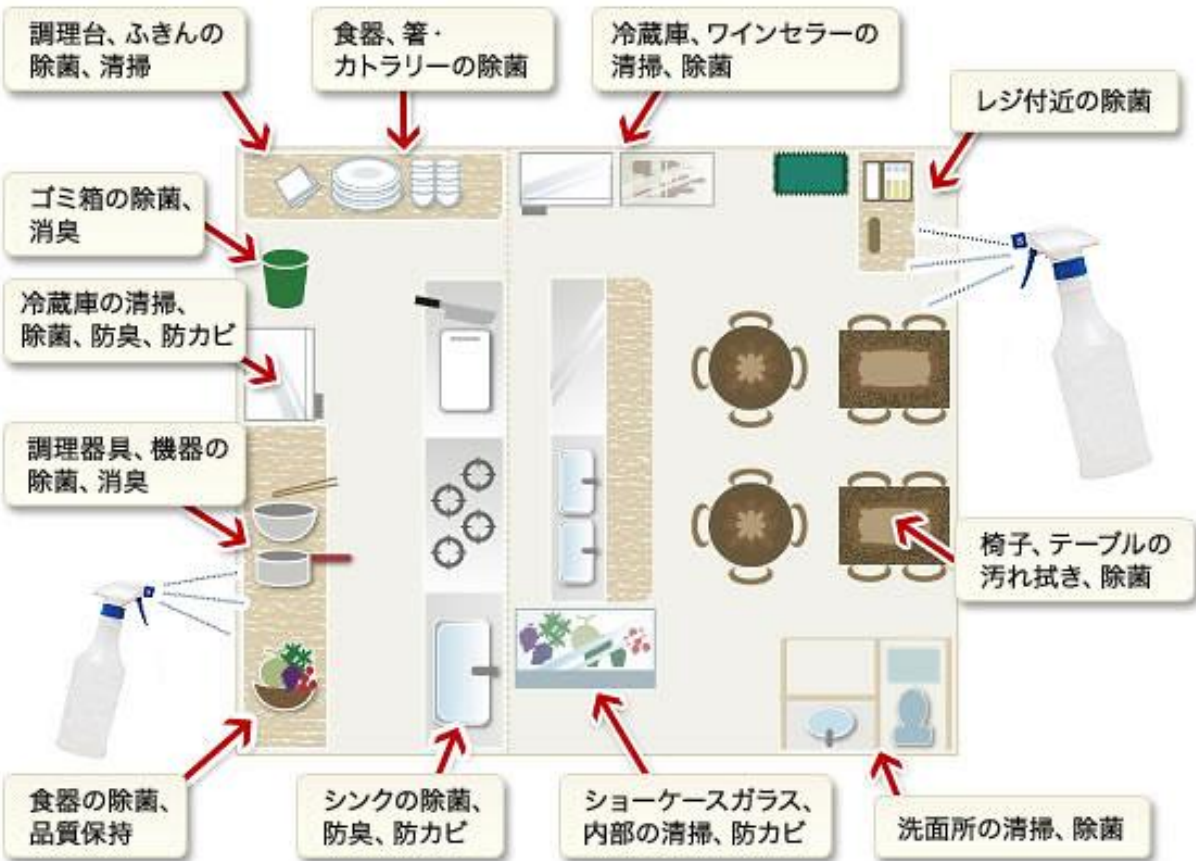 調理台、ふきんの
除菌、清掃
食器、箸・
カトラリーの除菌
冷蔵庫、ワインセラーの
清掃、除菌
レジ付近の除菌
ゴミ箱の除菌、
消臭
冷蔵庫の清掃、
除菌、防臭、防カビ
調理器具、機器の
除菌、消臭
椅子、テーブルの
汚れ拭き、除菌
食器の除菌、
品質保持
シンクの除菌、
防臭、防カビ
ショーケースガラス、
内部の清掃、防カビ
洗面所の清掃、除菌